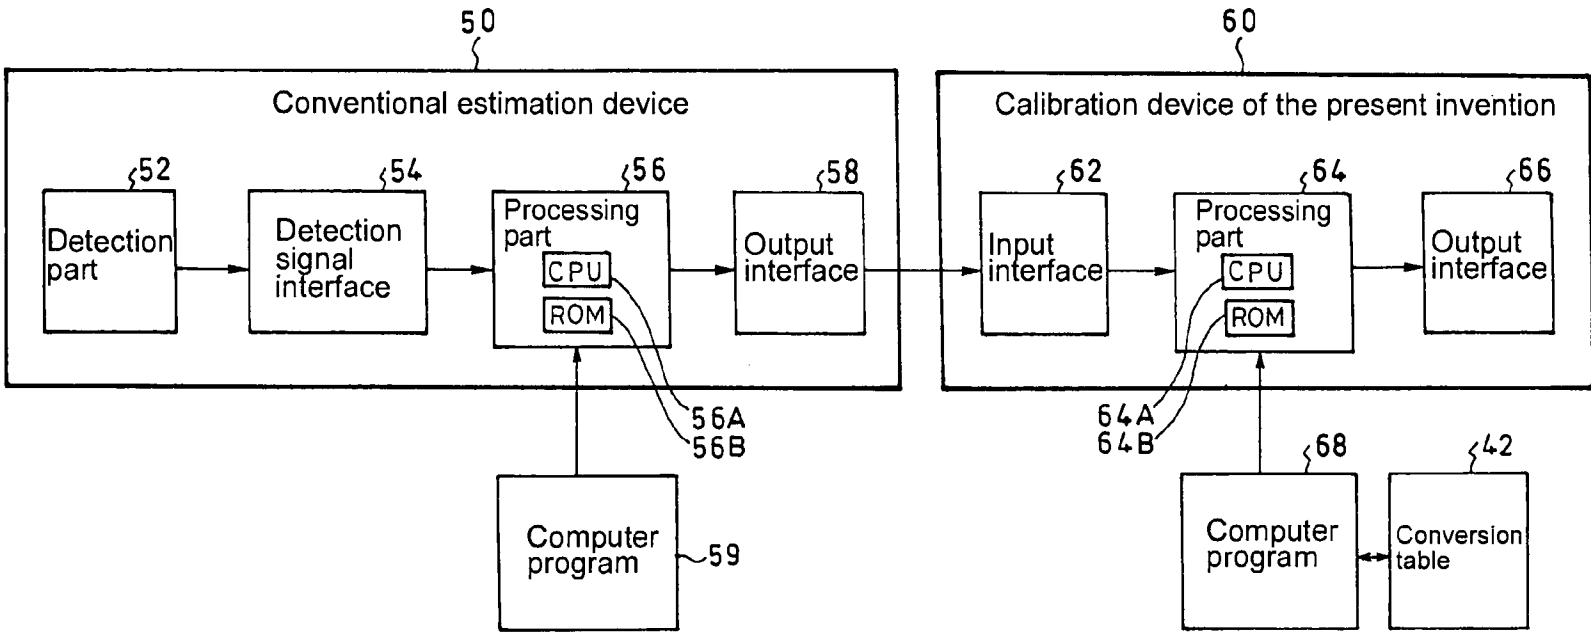 50
60
Conventional estimation device
Calibration device of the present invention
52
54
56
58
62
64
66
Detection
part
Detection
signal
interface
Processing
part
CPU
ROM
Output
interface
Input
interface
Processing
part
CPU
ROM
Output
interface
56A
56B
64A
64B
Computer
program
59
68
42
Computer
program
Conversion
table